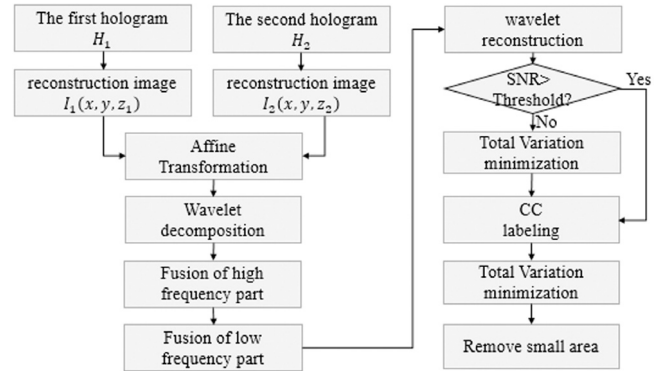 The first hologram
H₁
The second hologram
H₂
reconstruction image
I₁(x, y, z₁)
reconstruction image
I₂(x, y, z₂)
Affine
Transformation
Wavelet
decomposition
Fusion of high
frequency part
Fusion of low
frequency part
wavelet
reconstruction
SNR>
Threshold?
Yes
No
Total Variation
minimization
CC
labeling
Total Variation
minimization
Remove small area